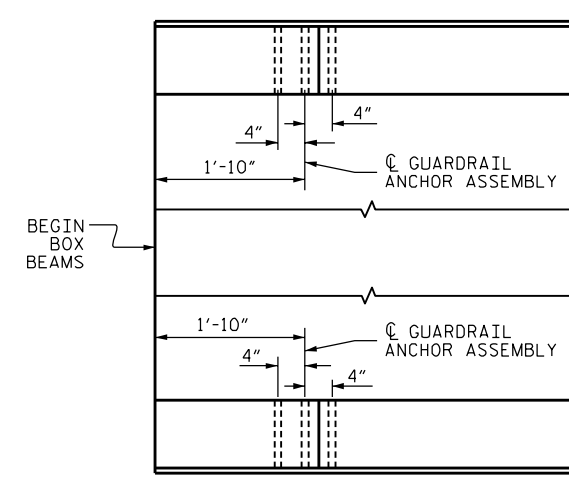 4"
4"
1'-10"
℄ GUARDRAIL
ANCHOR ASSEMBLY
BEGIN
BOX
BEAMS
1'-10"
℄ GUARDRAIL
ANCHOR ASSEMBLY
4"
4"